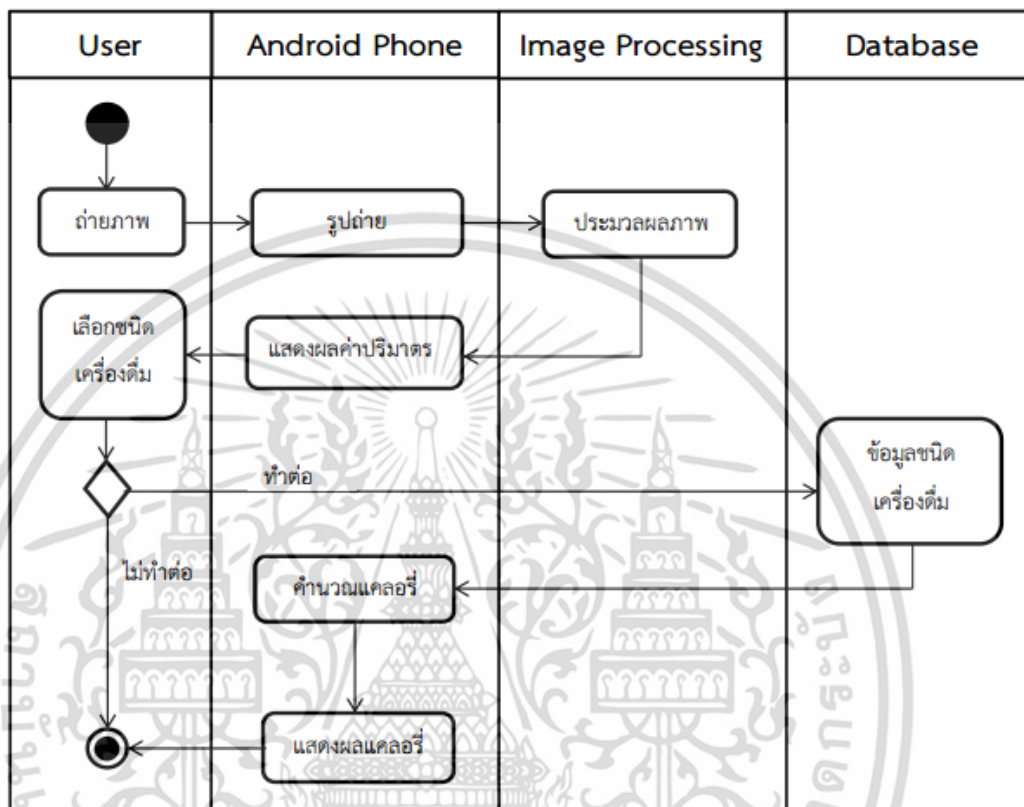 User
Android Phone
Image Processing
Database
ถ่ายภาพ
รูปถ่าย
ประมวลผลภาพ
เลือกชนิด
เครื่องดื่ม
แสดงผลค่าปริมาตร
ทำต่อ
ข้อมูลชนิด
เครื่องดื่ม
ไม่ทำต่อ
คำนวณแคลอรี่
แสดงผลแคลอรี่